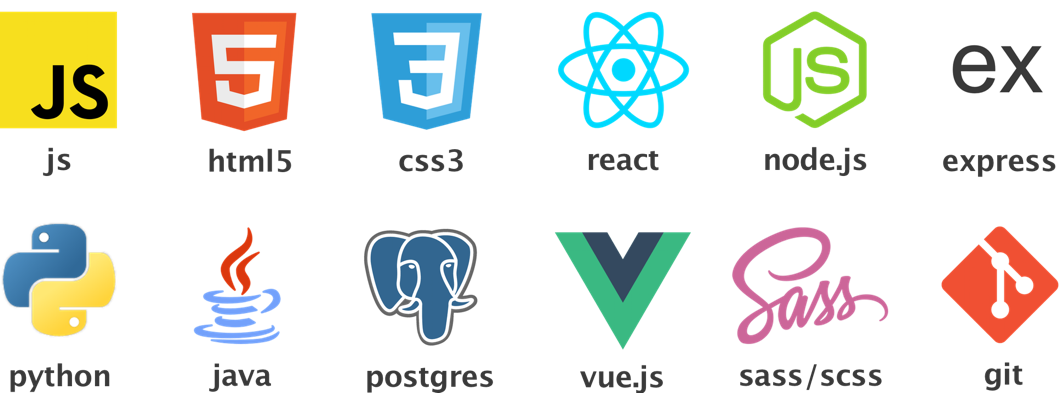 JS
5
3
JS
ex
js
html5
css3
react
node.js
express
Sass
python
java
postgres
vue.js
sass/scss
git